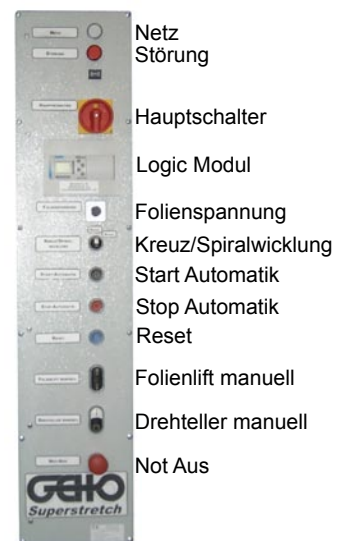 Netz
Störung
Hauptschalter
Logic Modul
Folienspannung
Kreuz/Spiralwicklung
Start Automatik
Stop Automatik
Reset
Folienlift manuell
Drehteller manuell
Not Aus
GEHO
Superstretch